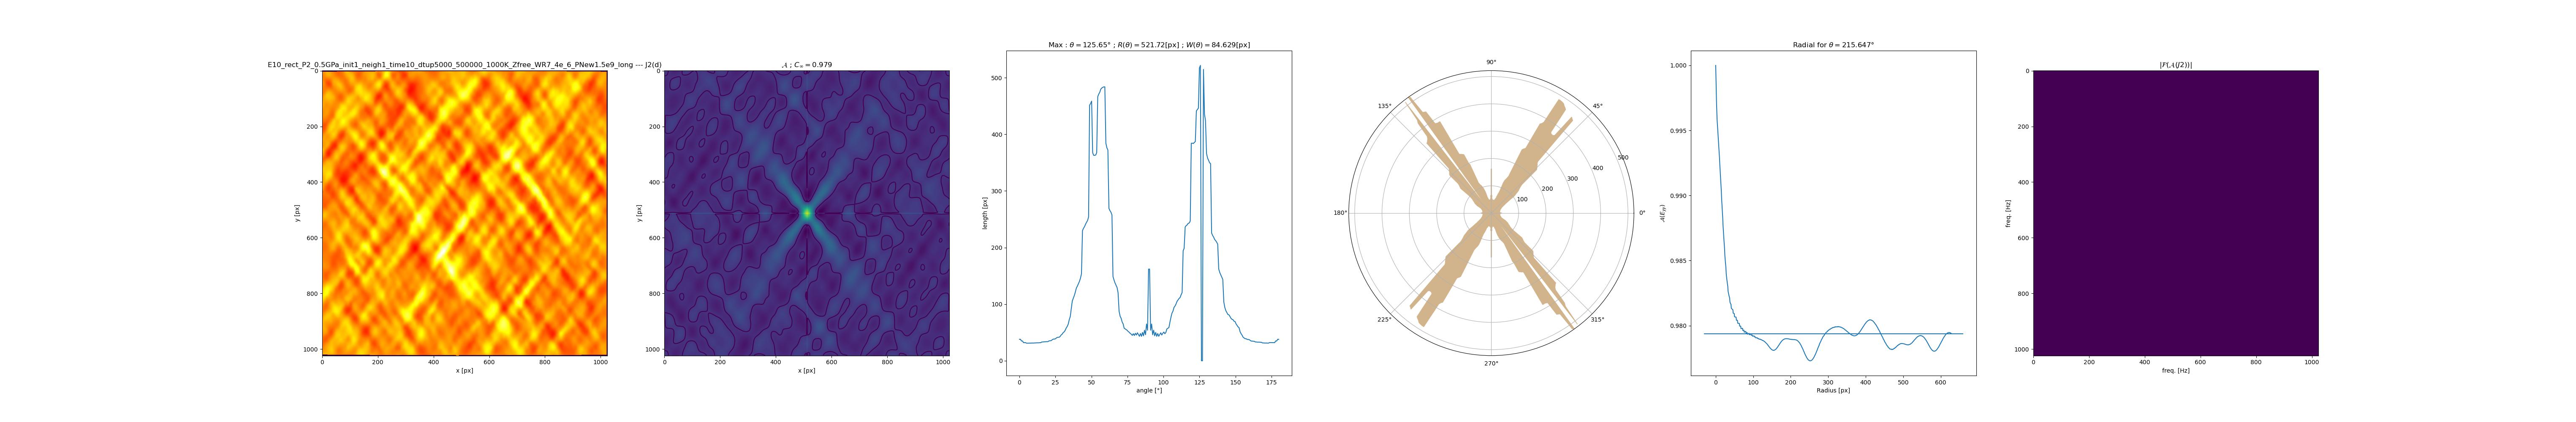 E10_rect_P2_0.5GPa_init1_neigh1_time10_dtup5000_500000_1000K_Zfree_WR7_4e_6_PNew1.5e9_long --- J2(d)
0
200
400
600
800
1000
y [px]
0 200 400 600 800 1000
x [px]
𝒜 ; C∞ = 0.979
0
200
400
600
800
1000
y [px]
0 200 400 600 800 1000
x [px]
Max : θ = 125.65° ; R(θ) = 521.72[px] ; W(θ) = 84.629[px]
500
400
300
200
100
0
length [px]
0 25 50 75 100 125 150 175
angle [°]
90°
135° 45°
180° 0°
225° 315°
270°
100
200
300
400
500
Radial for θ = 215.647°
1.000
0.995
0.990
0.985
0.980
0 100 200 300 400 500 600
Radius [px]
|ℱ(𝒜(J2))|
0
200
400
600
800
1000
freq. [Hz]
0 200 400 600 800 1000
freq. [Hz]